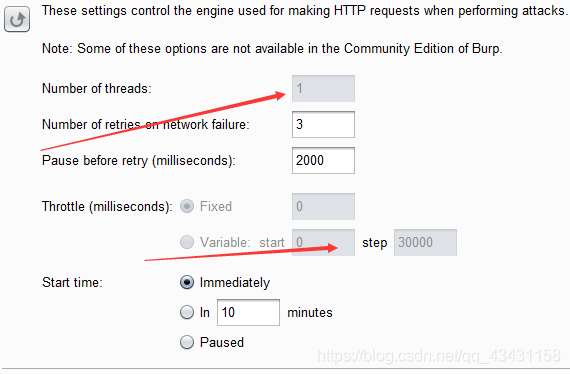 These settings control the engine used for making HTTP requests when performing attacks.
Note: Some of these options are not available in the Community Edition of Burp.
Number of threads: 1
Number of retries on network failure: 3
Pause before retry (milliseconds): 2000
Throttle (milliseconds): Fixed 0
Variable: start 0 step 30000
Start time: Immediately
In 10 minutes
Paused
https://blog.csdn.net/qq_43431158